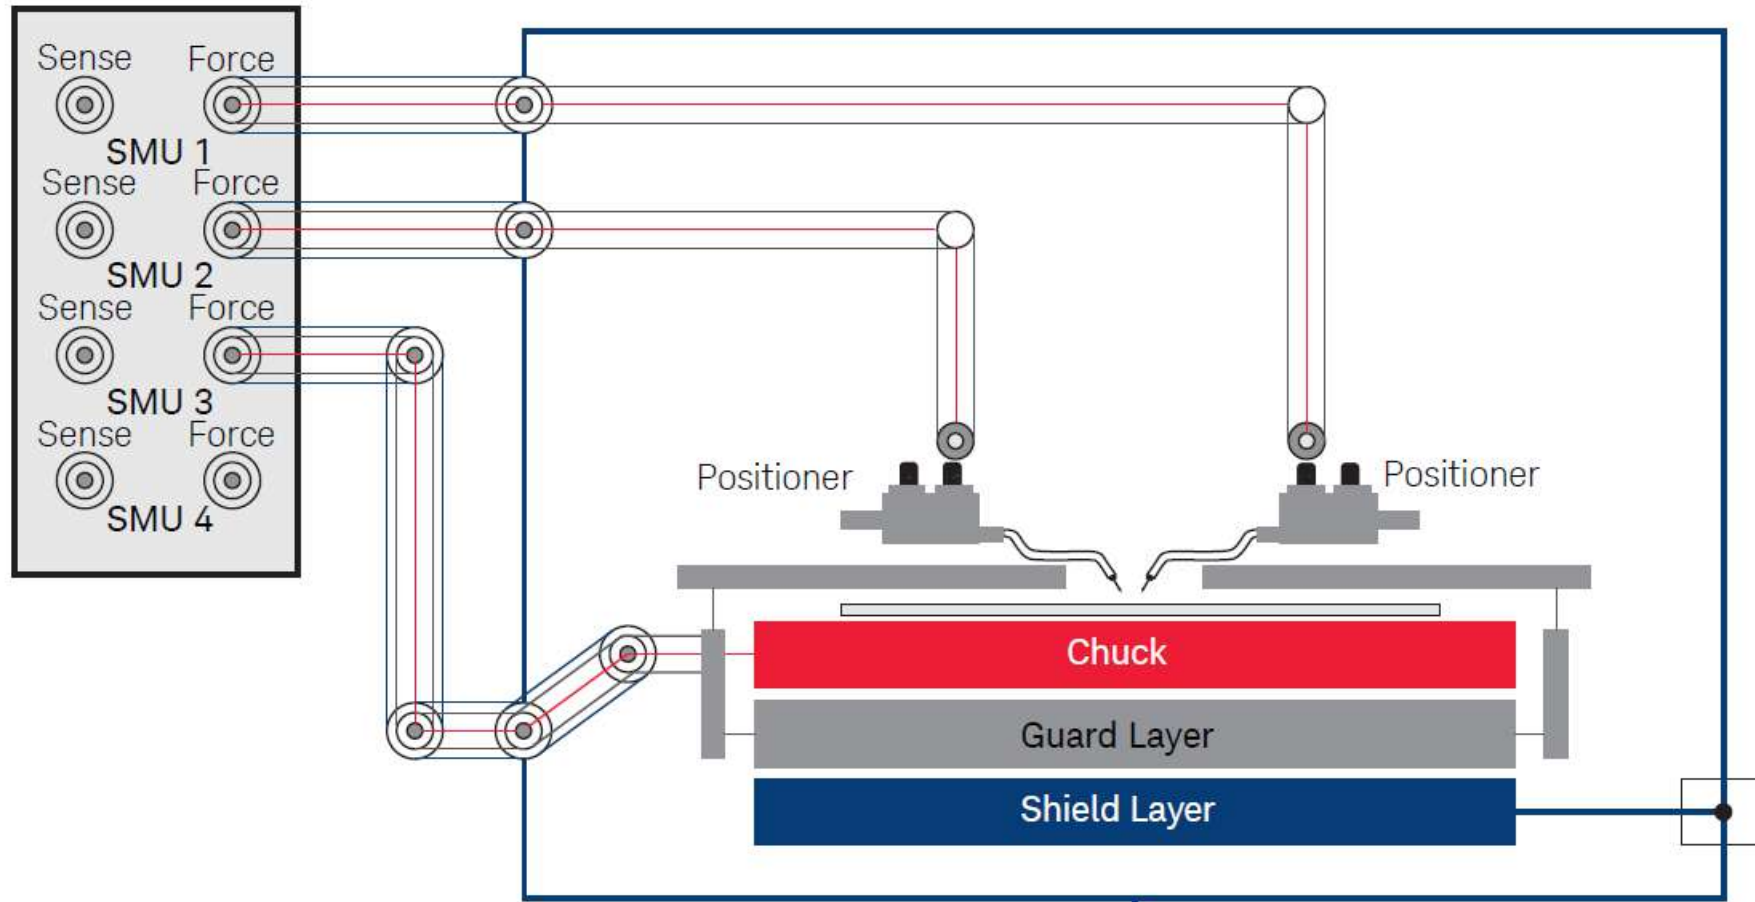 Sense Force
SMU 1
Sense Force
SMU 2
Sense Force
SMU 3
Sense Force
SMU 4
Positioner
Positioner
Chuck
Guard Layer
Shield Layer